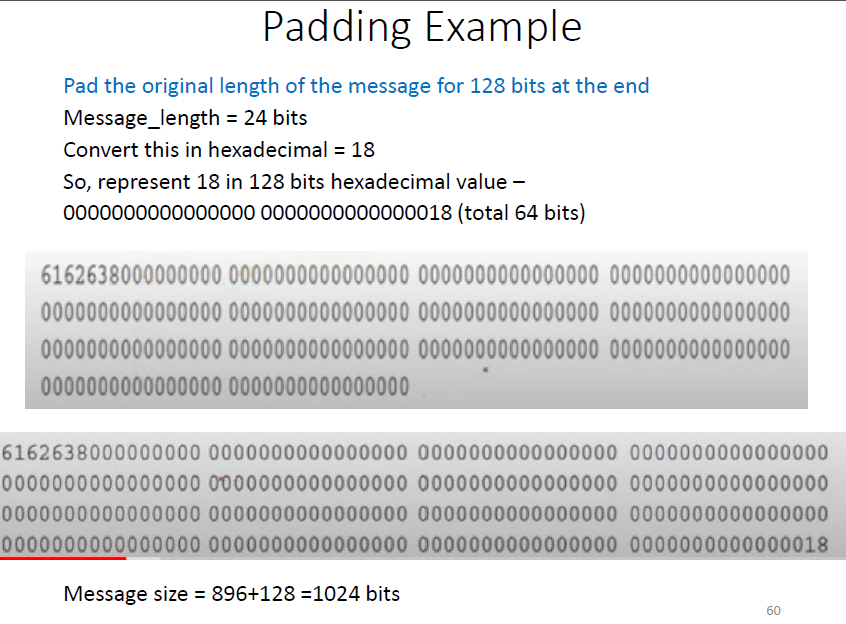 Padding Example
Pad the original length of the message for 128 bits at the end
Message_length = 24 bits
Convert this in hexadecimal = 18
So, represent 18 in 128 bits hexadecimal value –
0000000000000000 0000000000000018 (total 64 bits)
6162638000000000 0000000000000000 0000000000000000 0000000000000000
0000000000000000 0000000000000000 0000000000000000 0000000000000000
0000000000000000 0000000000000000 0000000000000000 0000000000000000
0000000000000000 0000000000000000
6162638000000000 0000000000000000 0000000000000000 0000000000000000
0000000000000000 0000000000000000 0000000000000000 0000000000000000
0000000000000000 0000000000000000 0000000000000000 0000000000000000
0000000000000000 0000000000000000 0000000000000000 0000000000000018
Message size = 896+128 =1024 bits
60